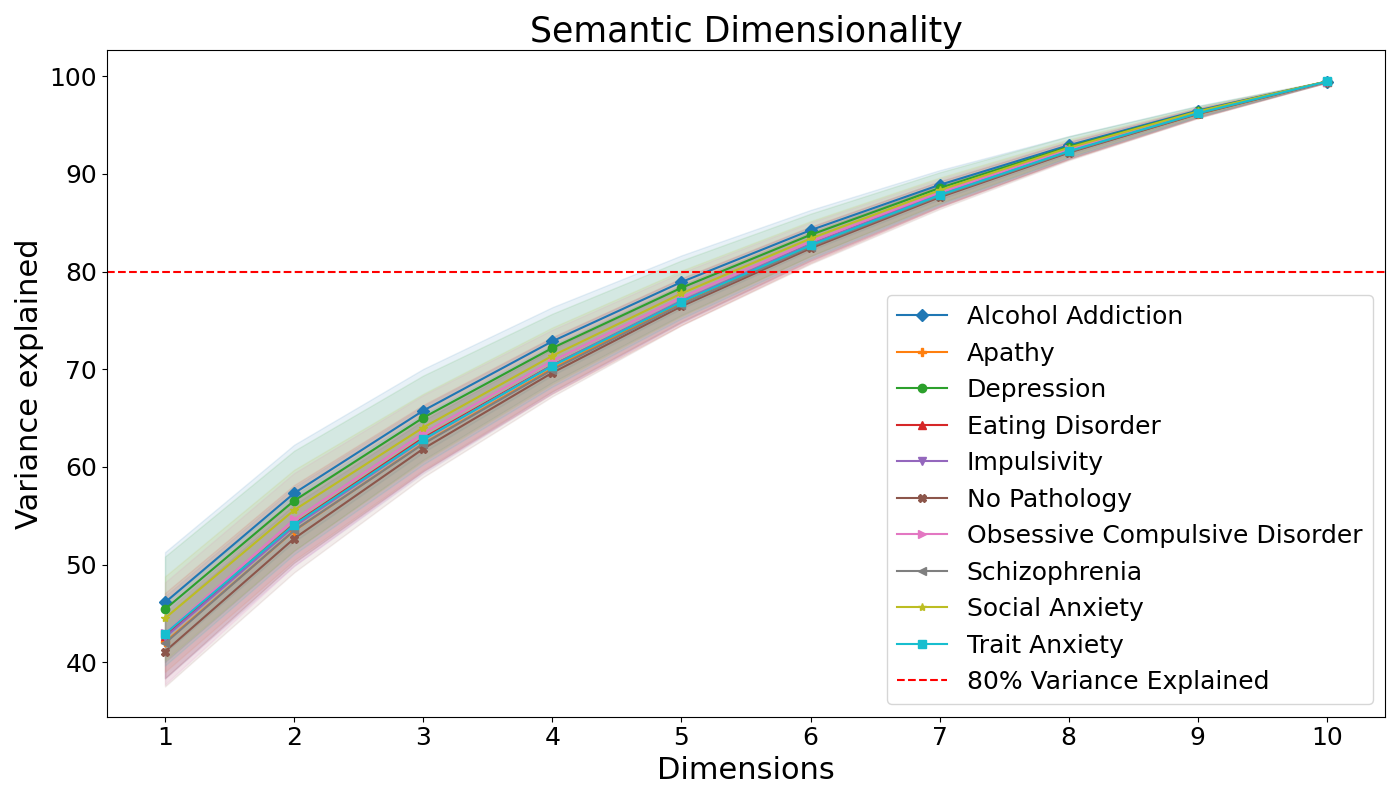 Semantic Dimensionality
Variance explained
100
90
80
70
60
50
40
Alcohol Addiction
Apathy
Depression
Eating Disorder
Impulsivity
No Pathology
Obsessive Compulsive Disorder
Schizophrenia
Social Anxiety
Trait Anxiety
80% Variance Explained
1 2 3 4 5 6 7 8 9 10
Dimensions